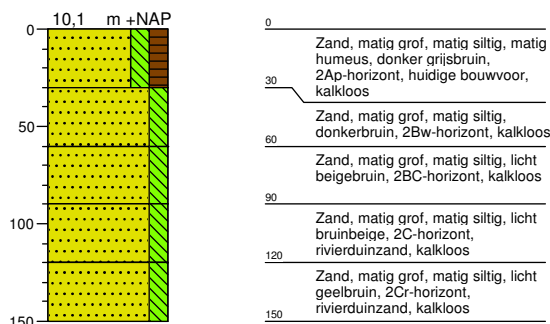 10,1 m +NAP
0
50
100
150
0
Zand, matig grof, matig siltig, matig
humeus, donker grijsbruin,
2Ap-horizont, huidige bouwvoor,
kalkloos
30
Zand, matig grof, matig siltig,
donkerbruin, 2Bw-horizont, kalkloos
60
Zand, matig grof, matig siltig, licht
beigebruin, 2BC-horizont, kalkloos
90
Zand, matig grof, matig siltig, licht
bruinbeige, 2C-horizont,
rivierduinzand, kalkloos
120
Zand, matig grof, matig siltig, licht
geelbruin, 2Cr-horizont,
rivierduinzand, kalkloos
150